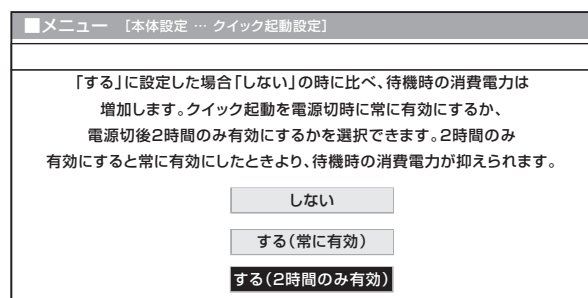 ■メニュー [本体設定 … クイック起動設定]
「する」に設定した場合「しない」の時に比べ、待機時の消費電力は
増加します。クイック起動を電源切時に常に有効にするか、
電源切後2時間のみ有効にするかを選択できます。2時間のみ
有効にすると常に有効にしたときより、待機時の消費電力が抑えられます。
しない
する(常に有効)
する(2時間のみ有効)